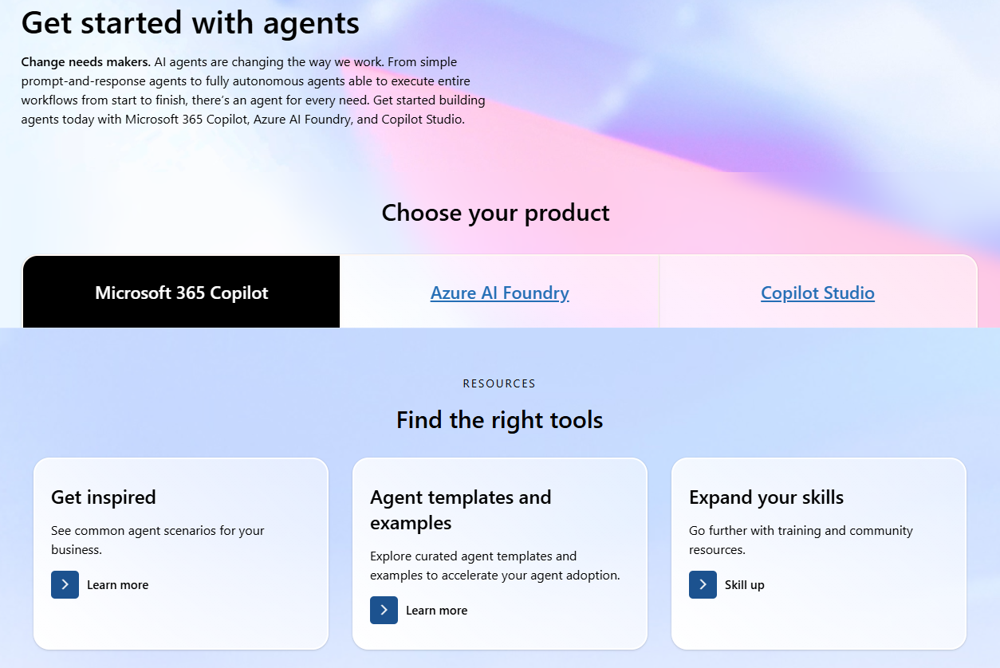 Get started with agents
Change needs makers. AI agents are changing the way we work. From simple
prompt-and-response agents to fully autonomous agents able to execute entire
workflows from start to finish, there's an agent for every need. Get started building
agents today with Microsoft 365 Copilot, Azure AI Foundry, and Copilot Studio.
Choose your product
Microsoft 365 Copilot
Azure AI Foundry
Copilot Studio
RESOURCES
Find the right tools
Get inspired
See common agent scenarios for your
business.
Learn more
Agent templates and
examples
Explore curated agent templates and
examples to accelerate your agent adoption.
Learn more
Expand your skills
Go further with training and community
resources.
Skill up